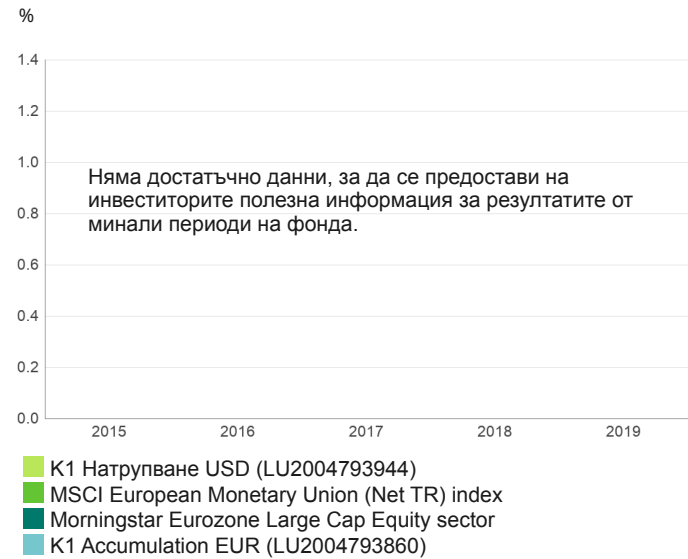 %
1.4
1.2
1.0
Няма достатъчно данни, за да се предостави на
инвеститорите полезна информация за резултатите от
0.8
минали периоди на фонда.
0.6
0.4
0.2
0.0
2015 2016 2017 2018 2019
K1 Натрупване USD (LU2004793944)
MSCI European Monetary Union (Net TR) index
Morningstar Eurozone Large Cap Equity sector
K1 Accumulation EUR (LU2004793860)